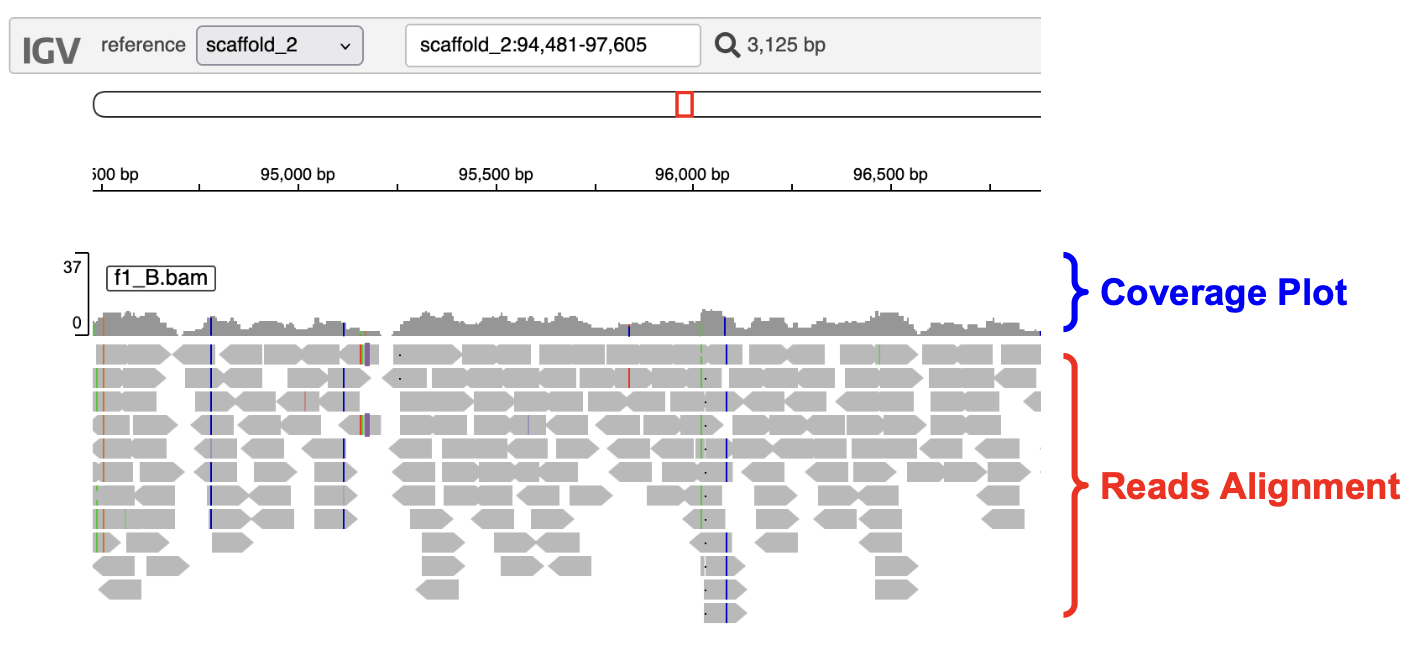 IGV reference scaffold_2 scaffold_2:94,481-97,605 3,125 bp
500 bp 95,000 bp 95,500 bp 96,000 bp 96,500 bp
37
f1_B.bam
0
Coverage Plot
Reads Alignment